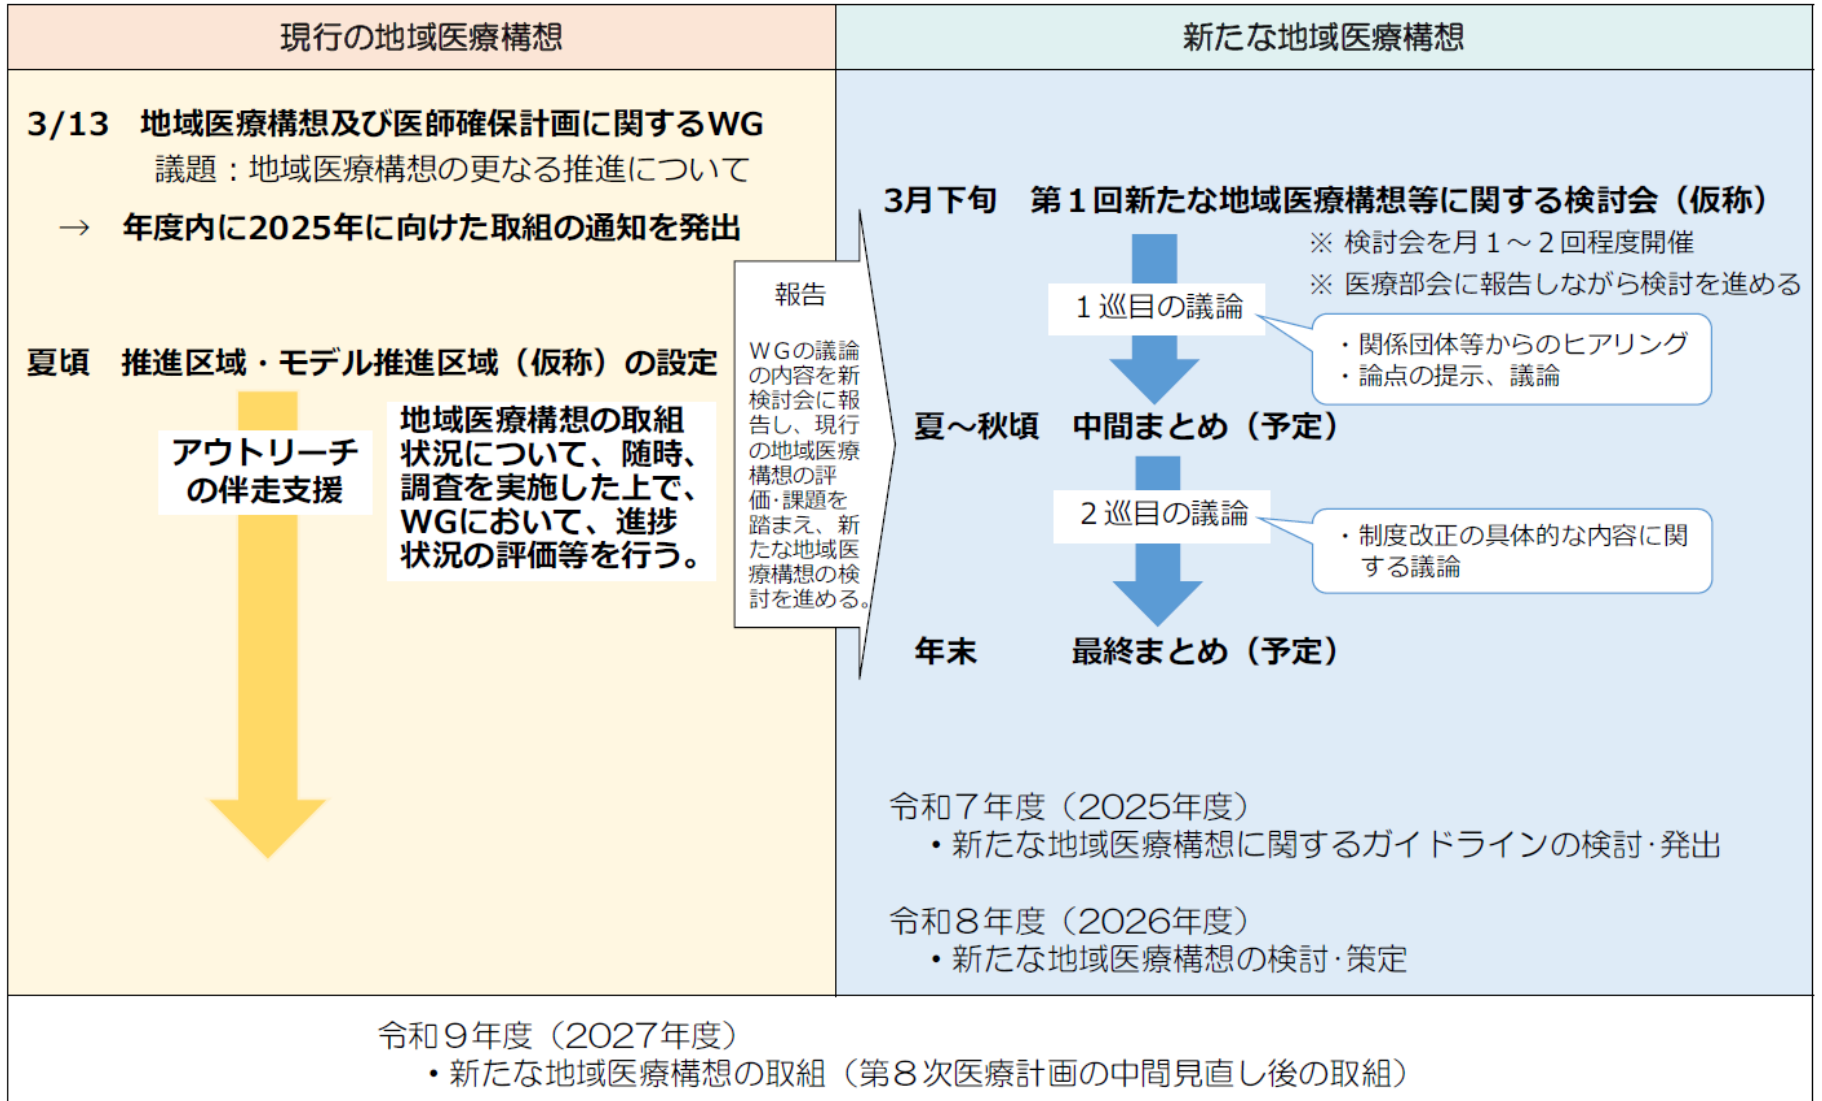 現行の地域医療構想
新たな地域医療構想
3/13　地域医療構想及び医師確保計画に関するWG
議題：地域医療構想の更なる推進について
→　年度内に2025年に向けた取組の通知を発出
夏頃　推進区域・モデル推進区域（仮称）の設定
アウトリーチ
の伴走支援
地域医療構想の取組
状況について、随時、
調査を実施した上で、
WGにおいて、進捗
状況の評価等を行う。
報告
ＷＧの議論
の内容を新
検討会に報
告し、現行
の地域医療
構想の評
価･課題を
踏まえ、新
たな地域医
療構想の検
討を進める。
3月下旬　第１回新たな地域医療構想等に関する検討会（仮称）
※ 検討会を月１～２回程度開催
※ 医療部会に報告しながら検討を進める
１巡目の議論
・関係団体等からのヒアリング
・論点の提示、議論
夏～秋頃　中間まとめ（予定）
２巡目の議論
・制度改正の具体的な内容に関
する議論
年末　最終まとめ（予定）
令和７年度（2025年度）
・新たな地域医療構想に関するガイドラインの検討･発出
令和８年度（2026年度）
・新たな地域医療構想の検討･策定
令和９年度（2027年度）
・新たな地域医療構想の取組（第８次医療計画の中間見直し後の取組）